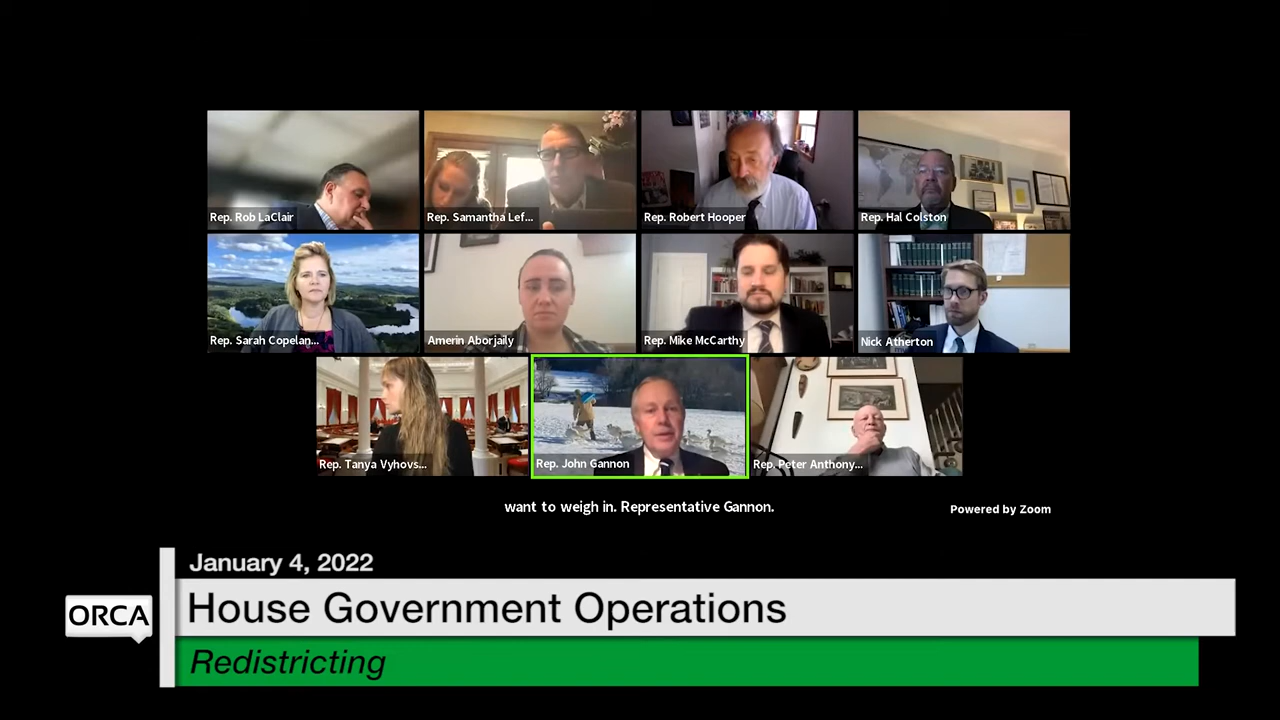 Rep. Rob LaClair
Rep. Samantha Lef...
Rep. Robert Hooper
Rep. Hal Colston
Rep. Sarah Copelan...
Amerin Aborjaily
Rep. Mike McCarthy
Nick Atherton
Rep. Tanya Vyhovs...
Rep. John Gannon
Rep. Peter Anthony...
want to weigh in. Representative Gannon.
Powered by Zoom
January 4, 2022
ORCA
House Government Operations
Redistricting